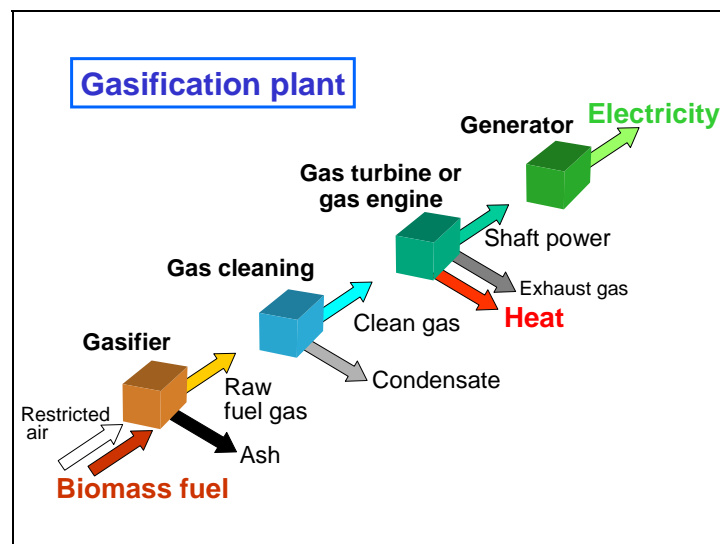 Gasification plant
Electricity
Generator
Gas turbine or
gas engine
Shaft power
Exhaust gas
Heat
Gas cleaning
Clean gas
Condensate
Gasifier
Raw
fuel gas
Ash
Restricted
air
Biomass fuel